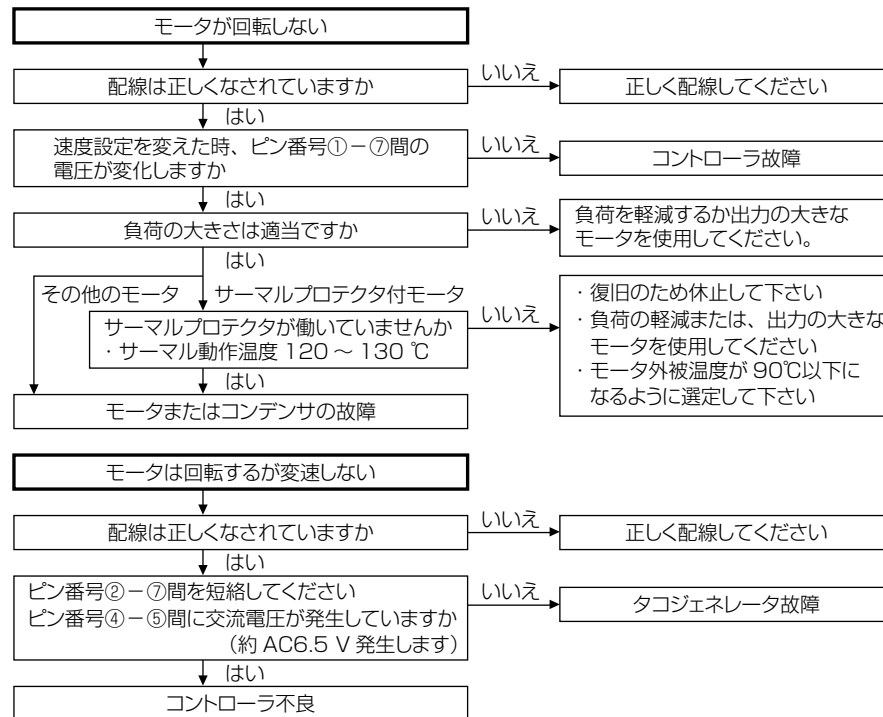 モータが回転しない
配線は正しくなされていますか
いいえ
正しく配線してください
はい
速度設定を変えた時、ピン番号①－⑦間の
電圧が変化しますか
いいえ
コントローラ故障
はい
負荷の大きさは適当ですか
いいえ
負荷を軽減するか出力の大きな
モータを使用してください。
はい
その他のモータ
サーマルプロテクタ付モータ
サーマルプロテクタが働いていませんか
・サーマル動作温度 120 ～ 130 ℃
いいえ
・復旧のため休止して下さい
・負荷の軽減または、出力の大きな
モータを使用してください
・モータ外被温度が 90℃以下に
なるように選定して下さい
はい
モータまたはコンデンサの故障
モータは回転するが変速しない
配線は正しくなされていますか
いいえ
正しく配線してください
はい
ピン番号②－⑦間を短絡してください
ピン番号④－⑤間に交流電圧が発生していますか
（約 AC6.5 V 発生します）
いいえ
タコジェネレータ故障
はい
コントローラ不良